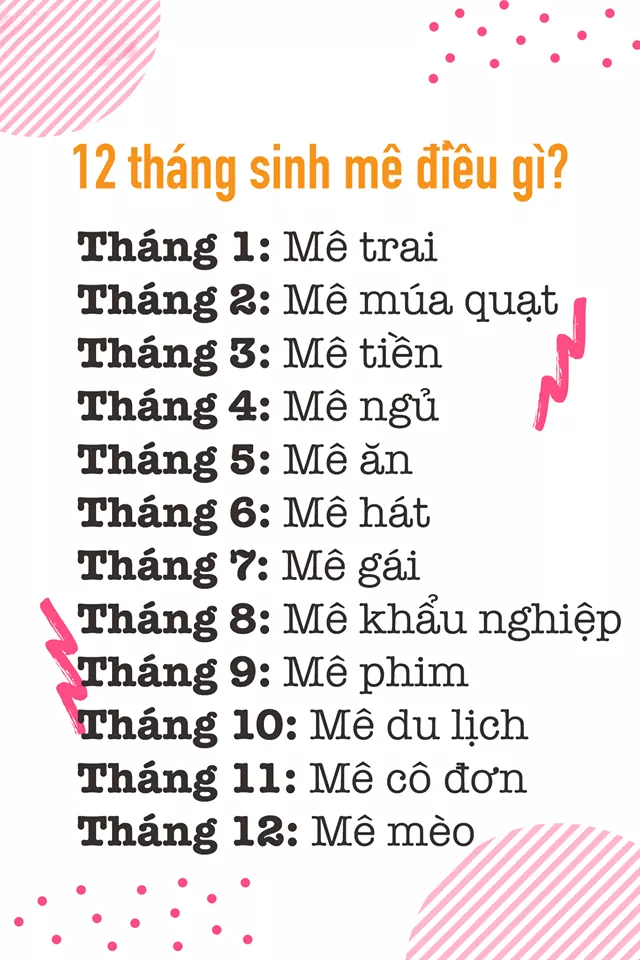 12 tháng sinh mê điều gì?
Tháng 1: Mê trai
Tháng 2: Mê múa quạt
Tháng 3: Mê tiền
Tháng 4: Mê ngủ
Tháng 5: Mê ăn
Tháng 6: Mê hát
Tháng 7: Mê gái
Tháng 8: Mê khẩu nghiệp
Tháng 9: Mê phim
Tháng 10: Mê du lịch
Tháng 11: Mê cô đơn
Tháng 12: Mê mèo